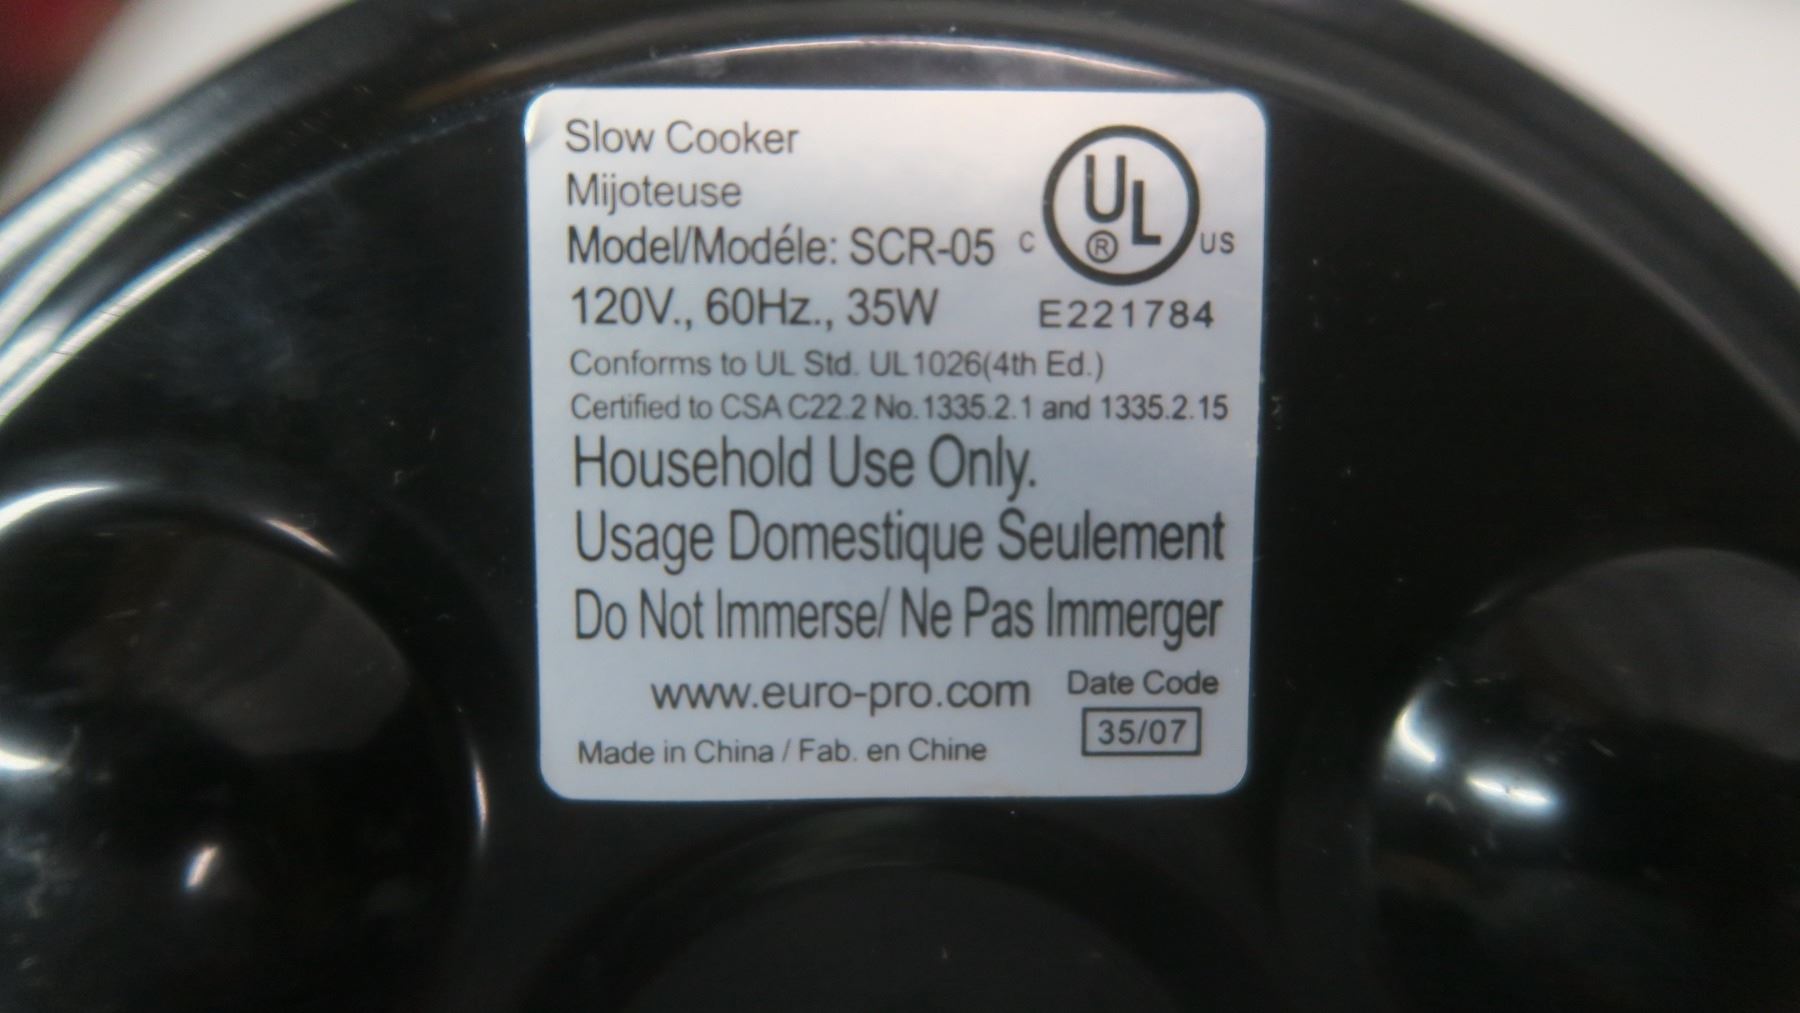 Slow Cooker
Mijoteuse
Model/Modéle: SCR-05
120V., 60Hz., 35W
C UL ® US
E221784
Conforms to UL Std. UL 1026(4th Ed.)
Certified to CSA C22.2 No.1335.2.1 and 1335.2.15
Household Use Only.
Usage Domestique Seulement
Do Not Immerse/ Ne Pas Immerger
www.euro-pro.com
Date Code
35/07
Made in China / Fab. en Chine